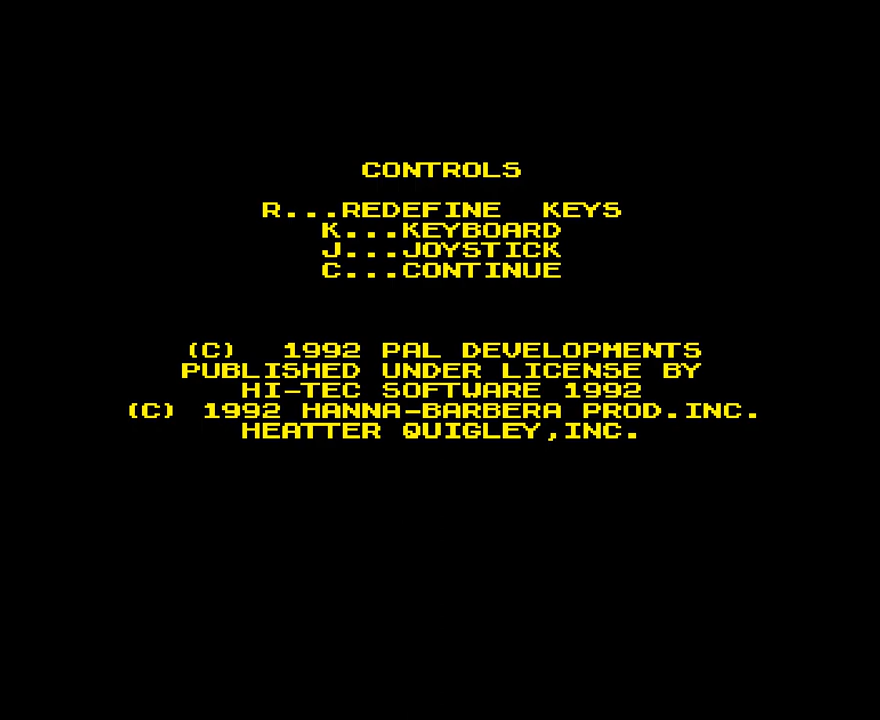 CONTROLS
R...REDEFINE  KEYS
K...KEYBOARD
J...JOYSTICK
C...CONTINUE
(C)  1992 PAL DEVELOPMENTS
PUBLISHED UNDER LICENSE BY
HI-TEC SOFTWARE 1992
(C) 1992 HANNA-BARBERA PROD.INC.
HEATTER QUIGLEY,INC.